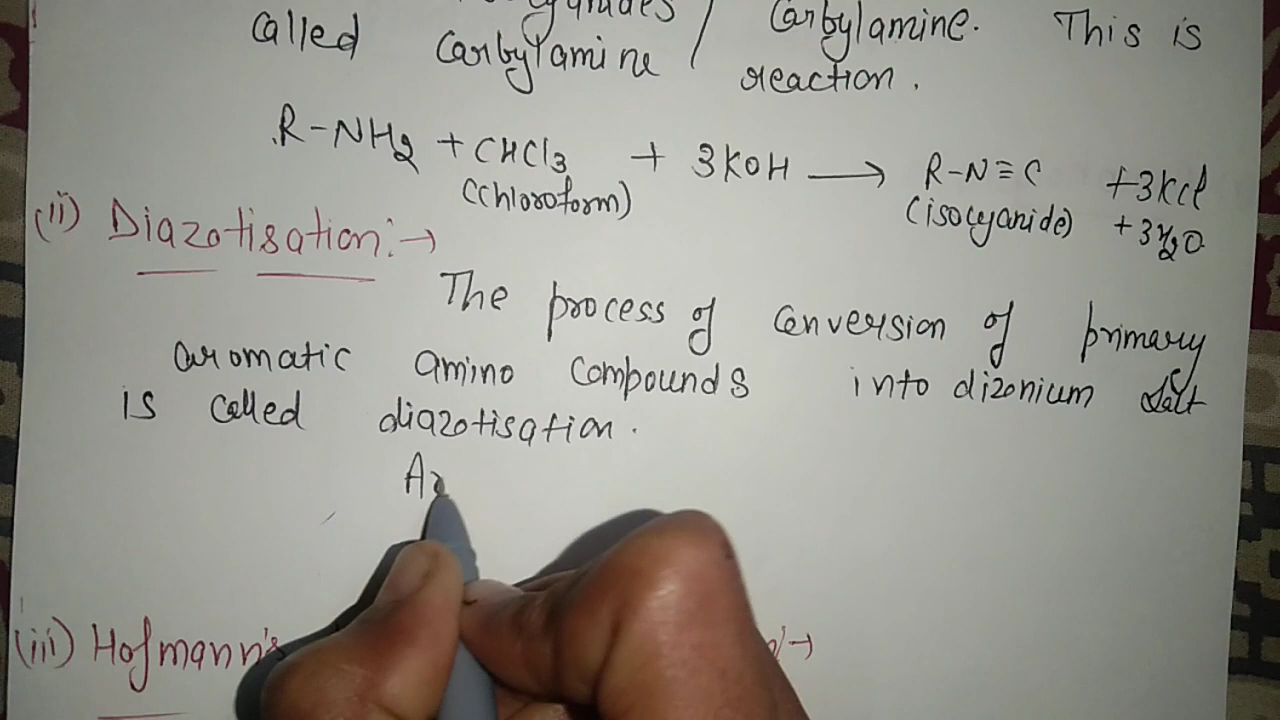 called Carbylamine / Carbylamine. This is
reaction.
R-NH2 + CHCl3 + 3KOH → R-N≡C +3KCl
(Chloroform) (isocyanide) +3H2O
(ii) Diazotisation:→
The process of Conversion of primary
aromatic amino Compounds into dizonium salt
is called diazotisation.
Ar
(iii) Hofmann's